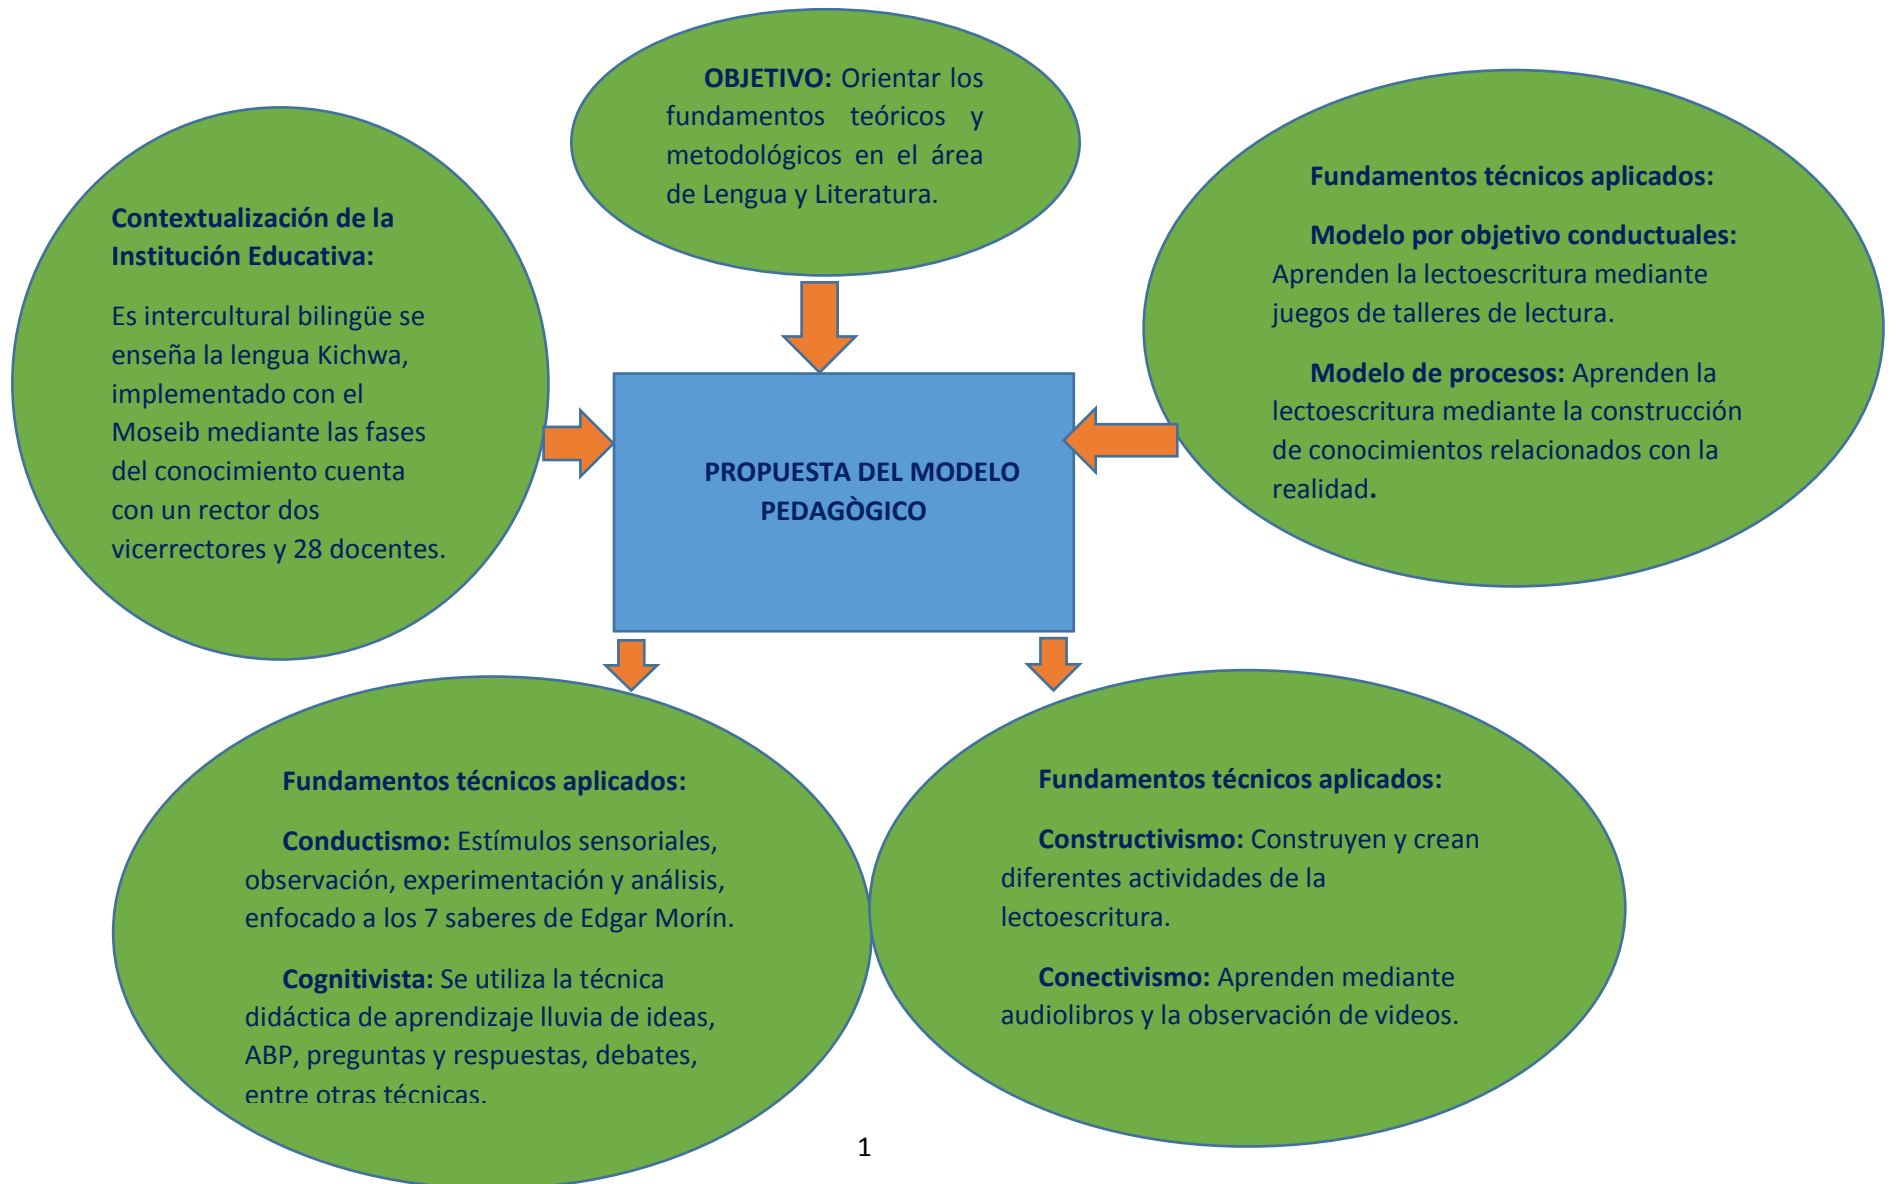 OBJETIVO: Orientar los
fundamentos teóricos y
metodológicos en el área
de Lengua y Literatura.
Contextualización de la
Institución Educativa:
Es intercultural bilingüe se
enseña la lengua Kichwa,
implementado con el
Moseib mediante las fases
del conocimiento cuenta
con un rector dos
vicerrectores y 28 docentes.
Fundamentos técnicos aplicados:
Modelo por objetivo conductuales:
Aprenden la lectoescritura mediante
juegos de talleres de lectura.
Modelo de procesos: Aprenden la
lectoescritura mediante la construcción
de conocimientos relacionados con la
realidad.
PROPUESTA DEL MODELO
PEDAGÒGICO
Fundamentos técnicos aplicados:
Conductismo: Estímulos sensoriales,
observación, experimentación y análisis,
enfocado a los 7 saberes de Edgar Morín.
Cognitivista: Se utiliza la técnica
didáctica de aprendizaje lluvia de ideas,
ABP, preguntas y respuestas, debates,
entre otras técnicas.
Fundamentos técnicos aplicados:
Constructivismo: Construyen y crean
diferentes actividades de la
lectoescritura.
Conectivismo: Aprenden mediante
audiolibros y la observación de videos.
1